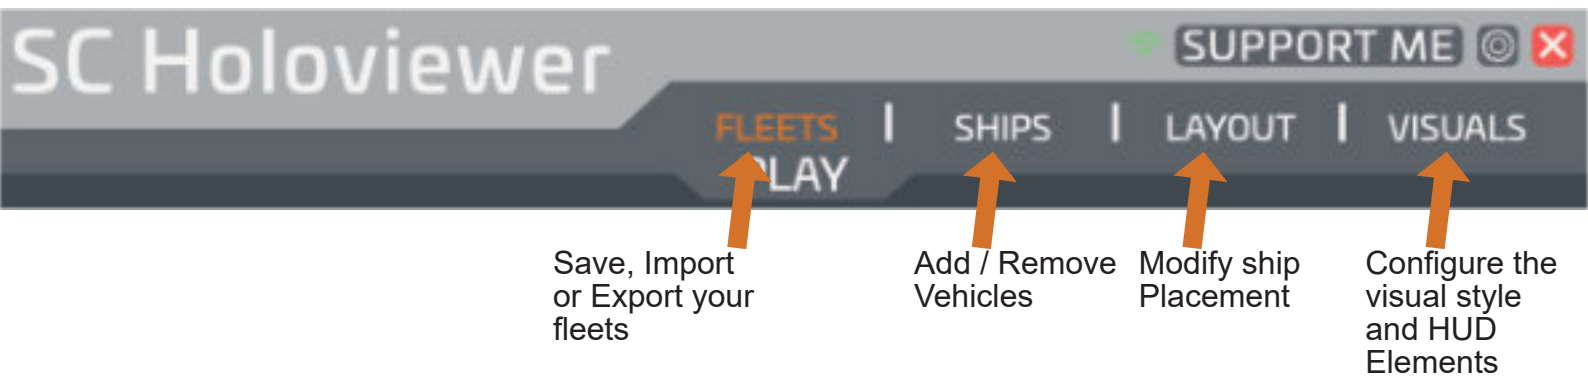 SC Holoviewer
SUPPORT ME
FLEETS | SHIPS | LAYOUT | VISUALS
PLAY
Save, Import
or Export your
fleets
Add / Remove
Vehicles
Modify ship
Placement
Configure the
visual style
and HUD
Elements